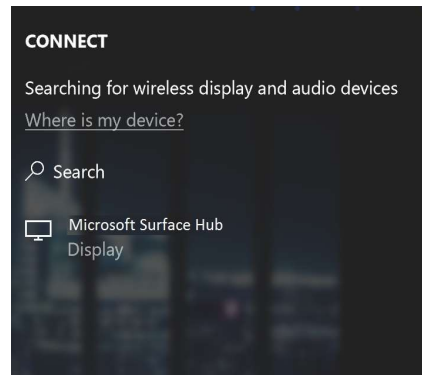 CONNECT
Searching for wireless display and audio devices
Where is my device?
Search
Microsoft Surface Hub
Display